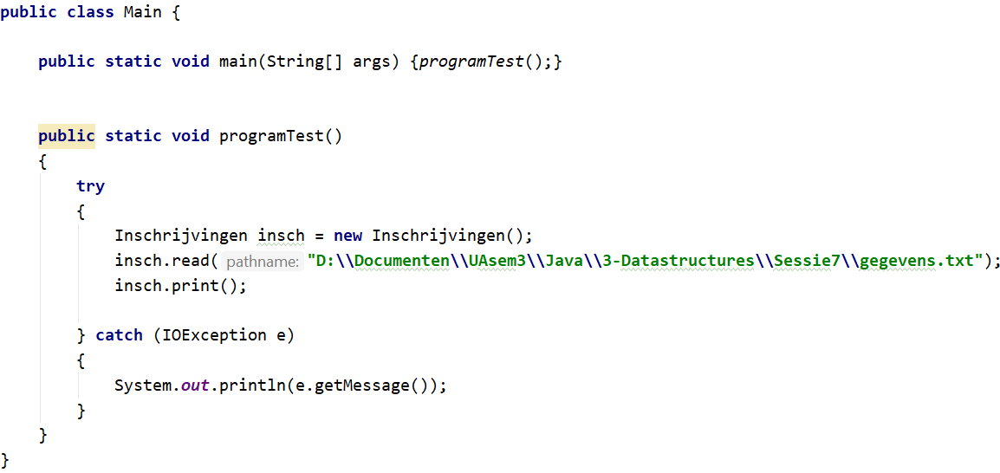 public class Main {
public static void main(String[] args) {programTest();}
public static void programTest()
{
try
{
Inschrijvingen insch = new Inschrijvingen();
insch.read( pathname: "D:\\Documenten\\UAsem3\\Java\\3-Datastructures\\Sessie7\\gegevens.txt");
insch.print();
} catch (IOException e)
{
System.out.println(e.getMessage());
}
}
}